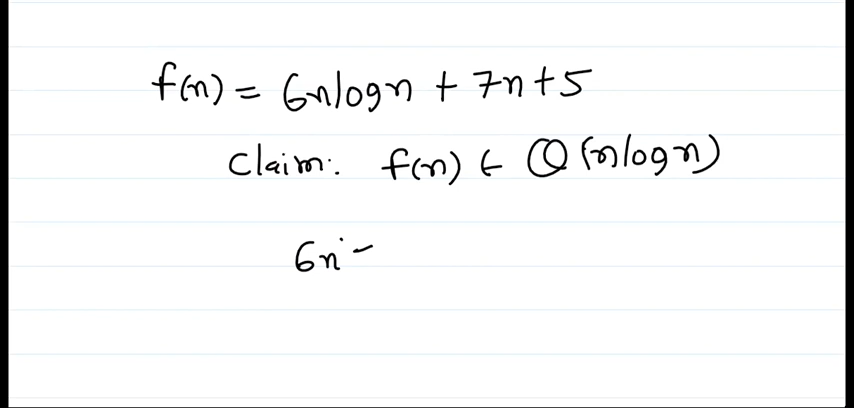 f(n) = 6nlogn + 7n+5
Claim: f(n) ∈ O(nlogn)
6n -